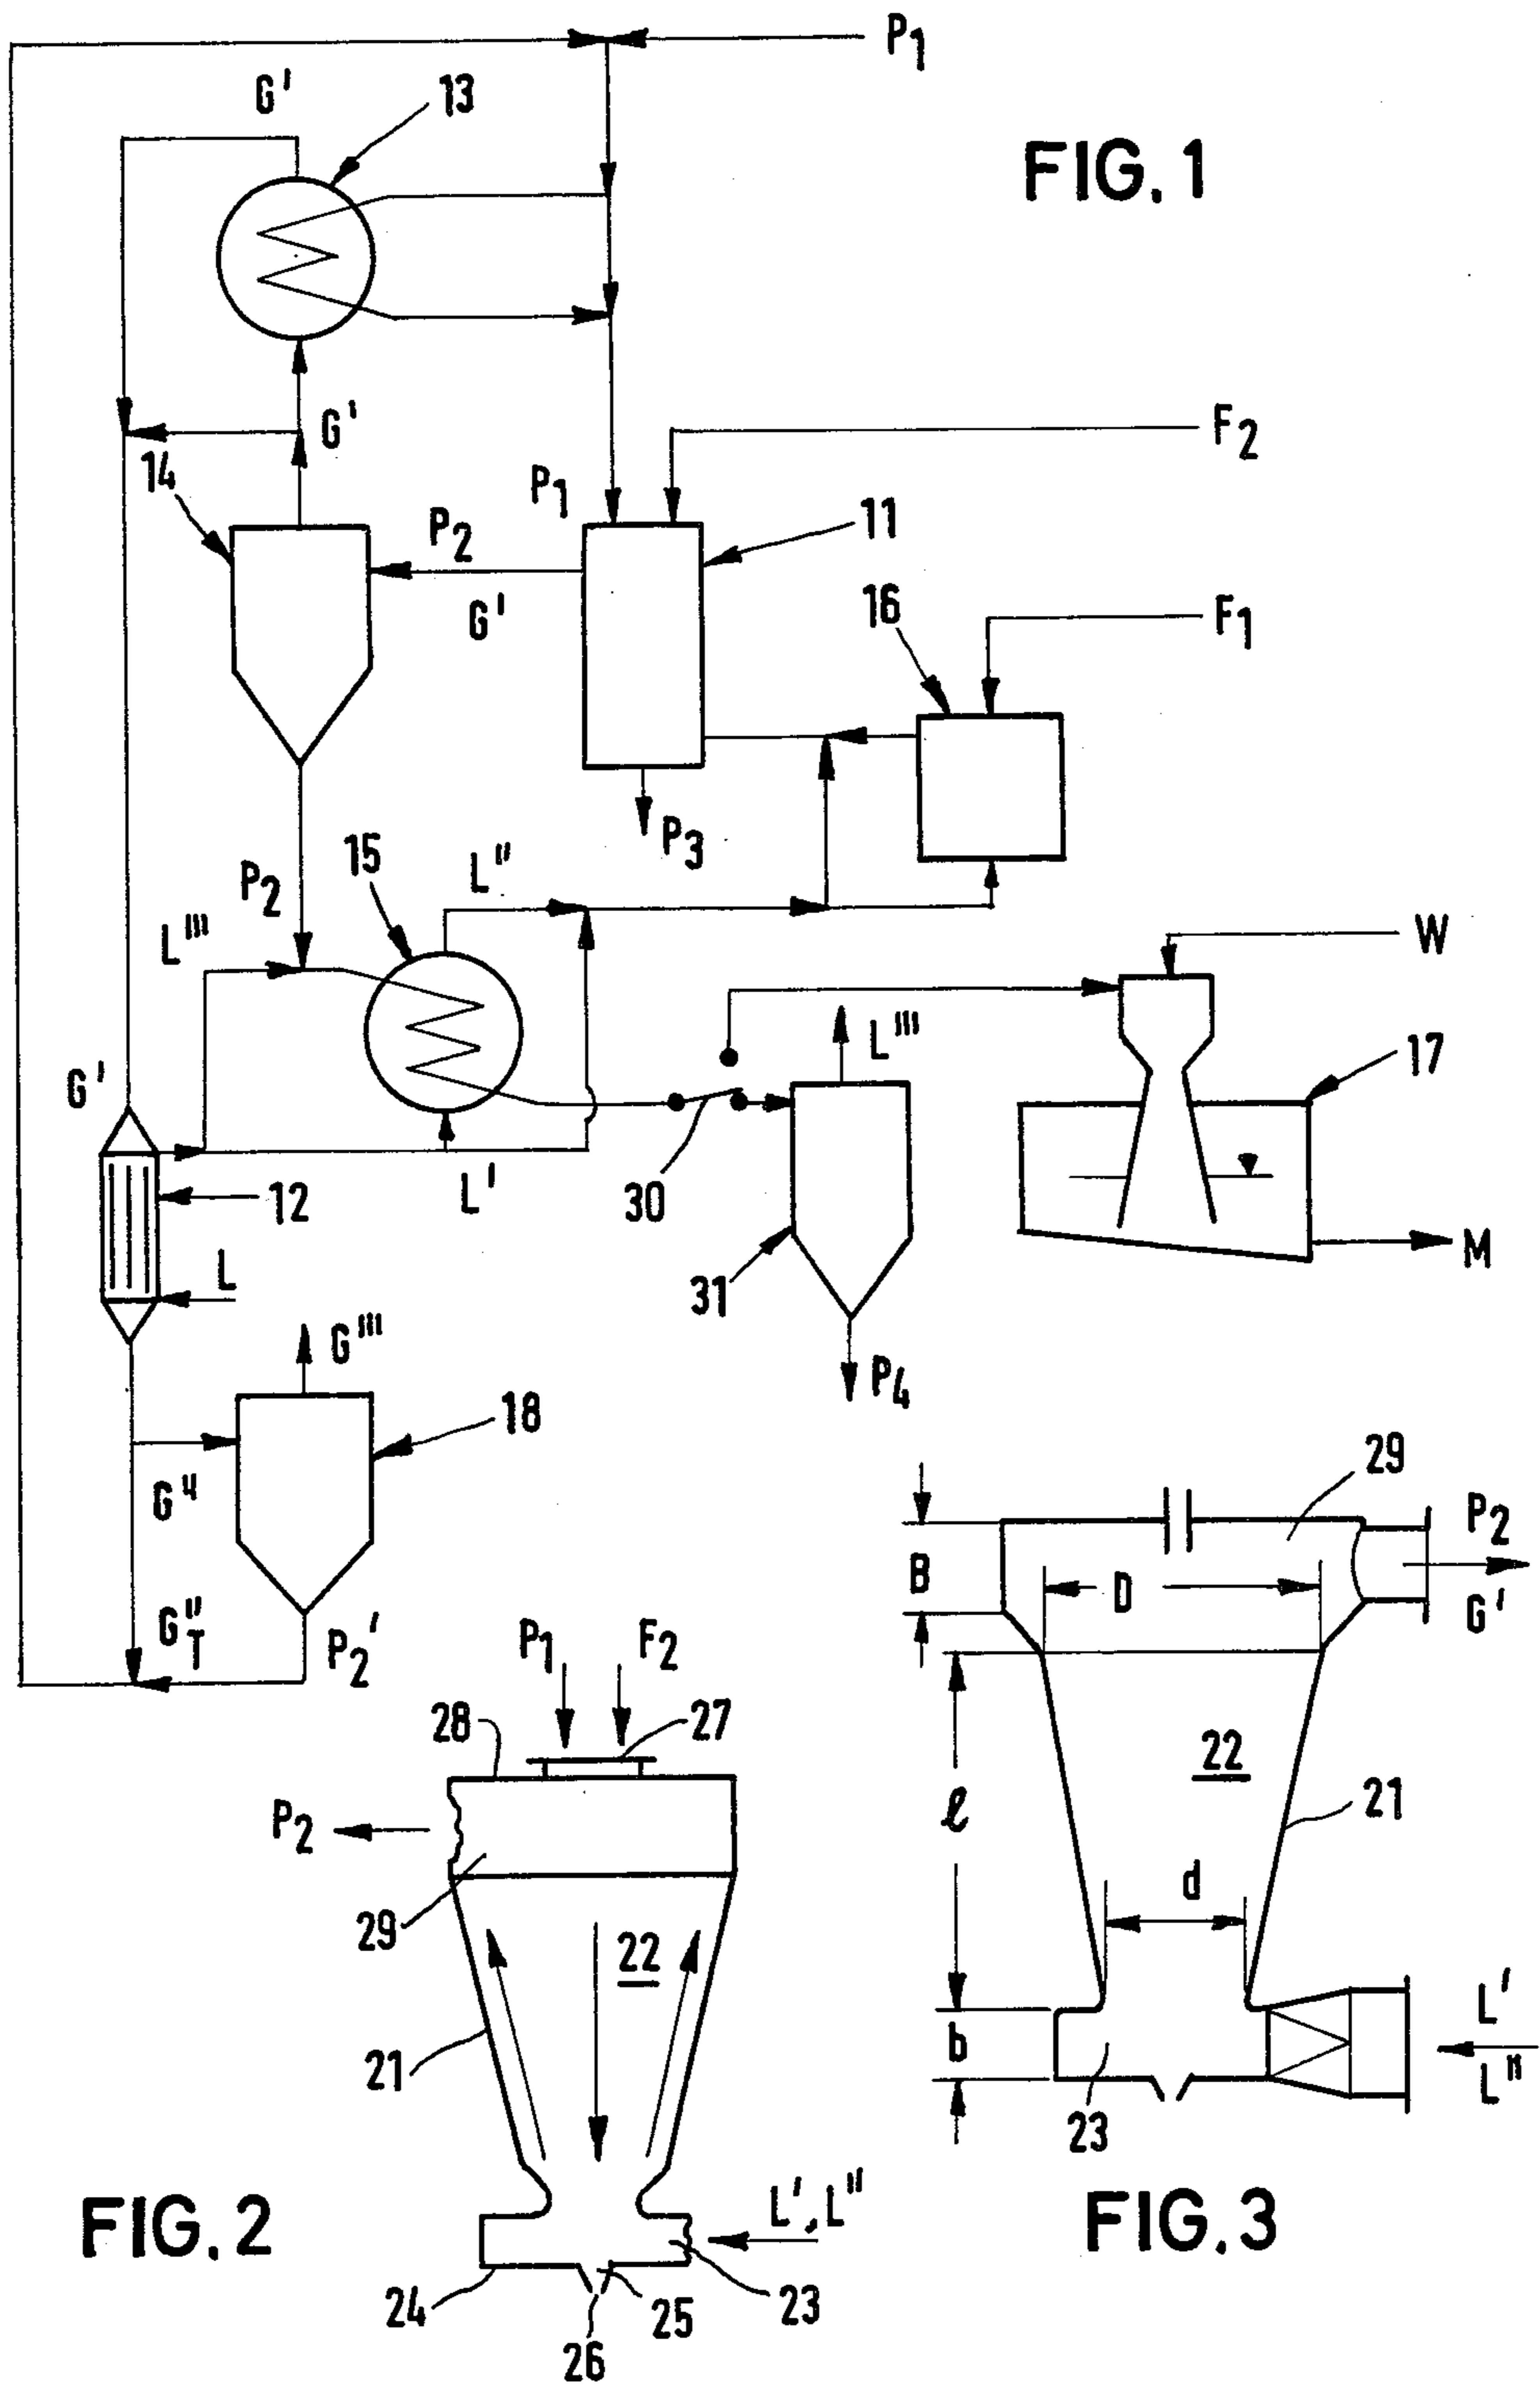 P1
G'
13
FIG. 1
G'
F2
14
P1
P2
11
G'
16
F1
P3
15
L"
P2
L'''
W
L'''
17
G'
12
L'
30
M
L
31
G'''
P4
18
29
G"
P2
B
D
G'
G"T
P2'
P1
F2
28
27
22
P2
l
21
29
22
d
21
L'
b
L"
23
L', L"
FIG. 2
FIG. 3
24
25
23
26